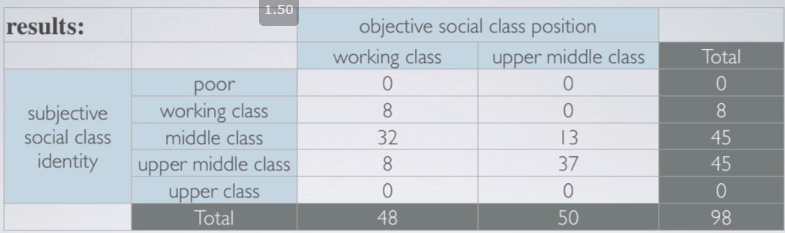 1.50
results:
objective social class position
working class upper middle class Total
subjective social class identity
poor 0 0 0
working class 8 0 8
middle class 32 13 45
upper middle class 8 37 45
upper class 0 0 0
Total 48 50 98